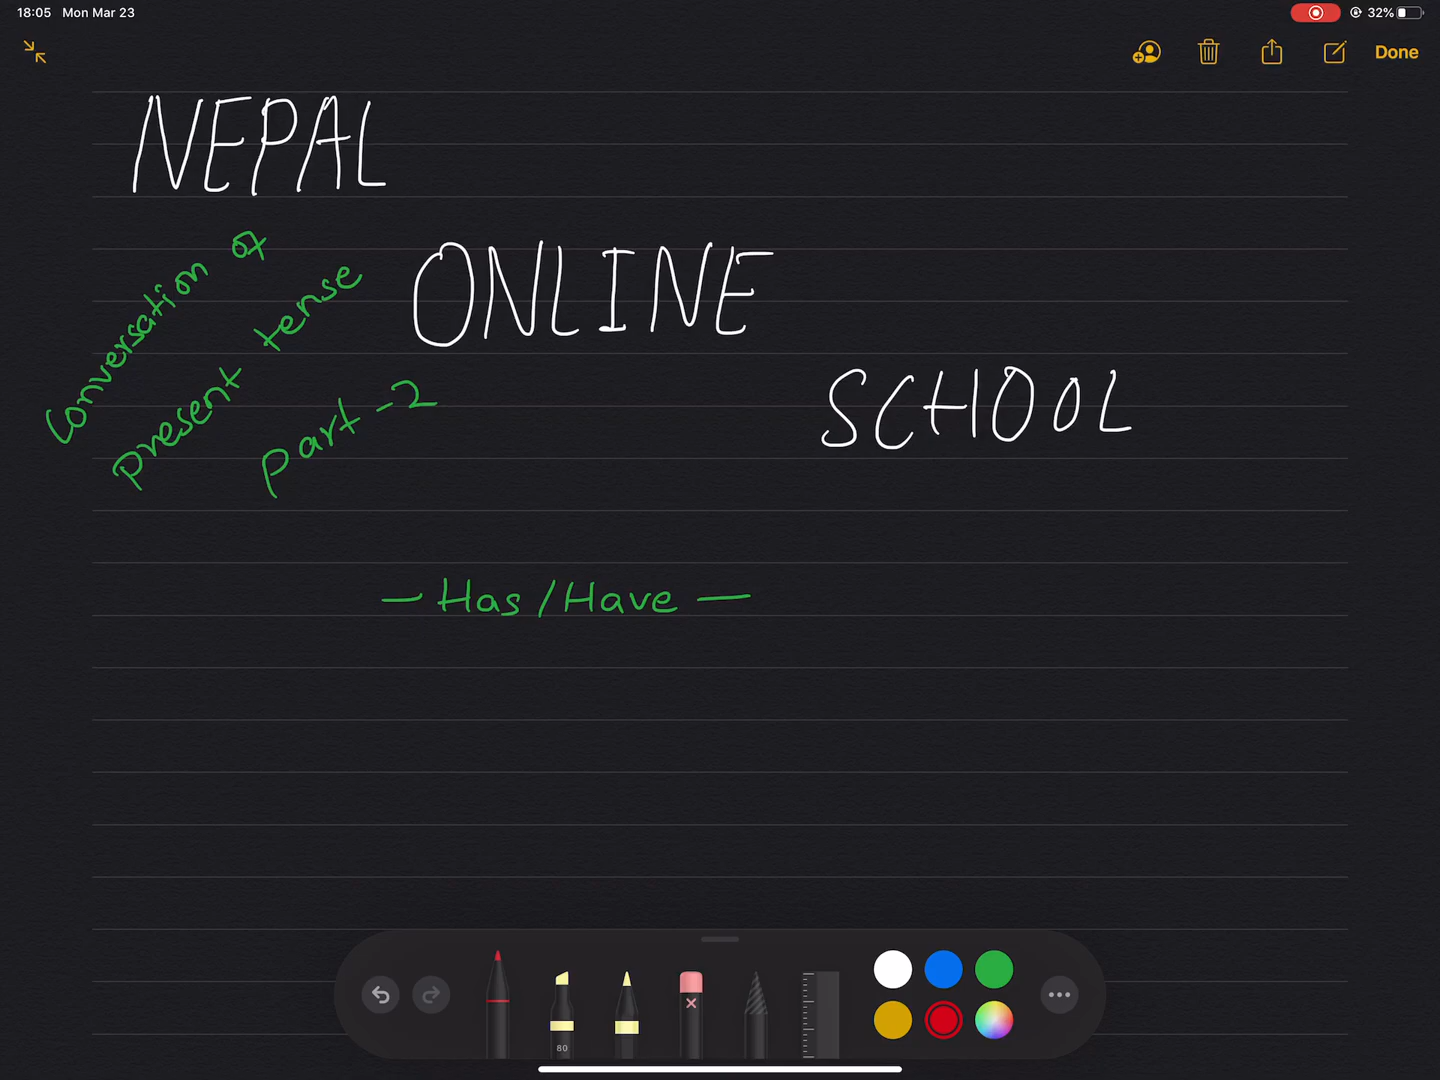 18:05 Mon Mar 23
32%
Done
NEPAL
ONLINE
SCHOOL
Conversation of
present tense
part-2
- Has/Have -
80